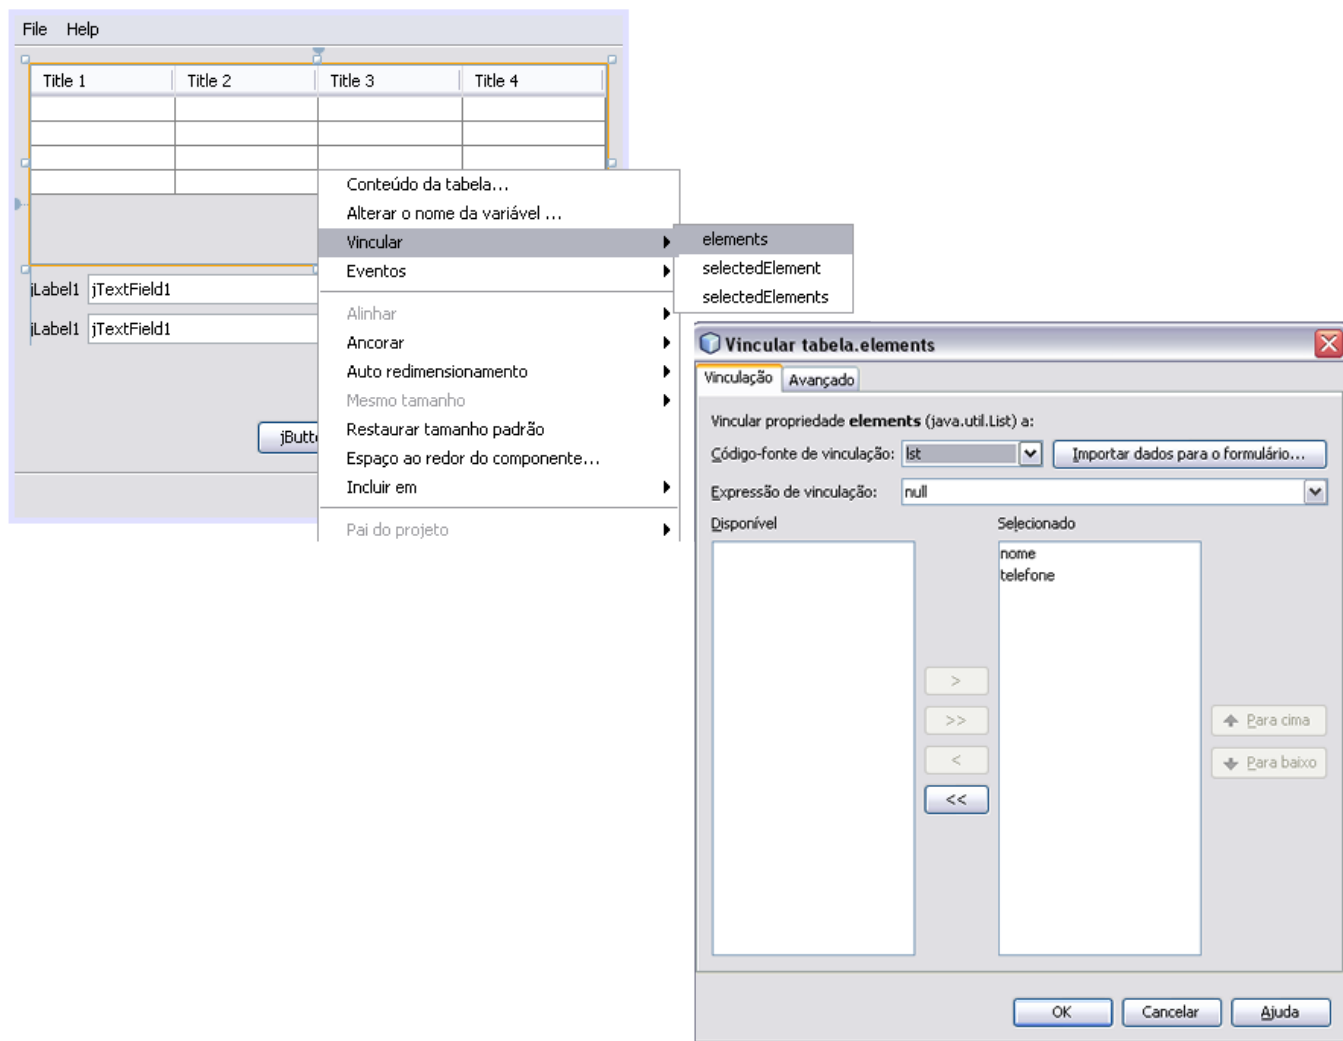 File Help
Title 1 Title 2 Title 3 Title 4
Conteúdo da tabela...
Alterar o nome da variável ...
Vincular
Eventos
Alinhar
Ancorar
Auto redimensionamento
Mesmo tamanho
Restaurar tamanho padrão
Espaço ao redor do componente...
Incluir em
Pai do projeto
elements
selectedElement
selectedElements
jLabel1 jTextField1
jLabel1 jTextField1
jButt
Vincular tabela.elements
Vinculação Avançado
Vincular propriedade elements (java.util.List) a:
Código-fonte de vinculação: lst Importar dados para o formulário...
Expressão de vinculação: null
Disponível Selecionado
nome
telefone
>
>> Para cima
< Para baixo
<<
OK Cancelar Ajuda